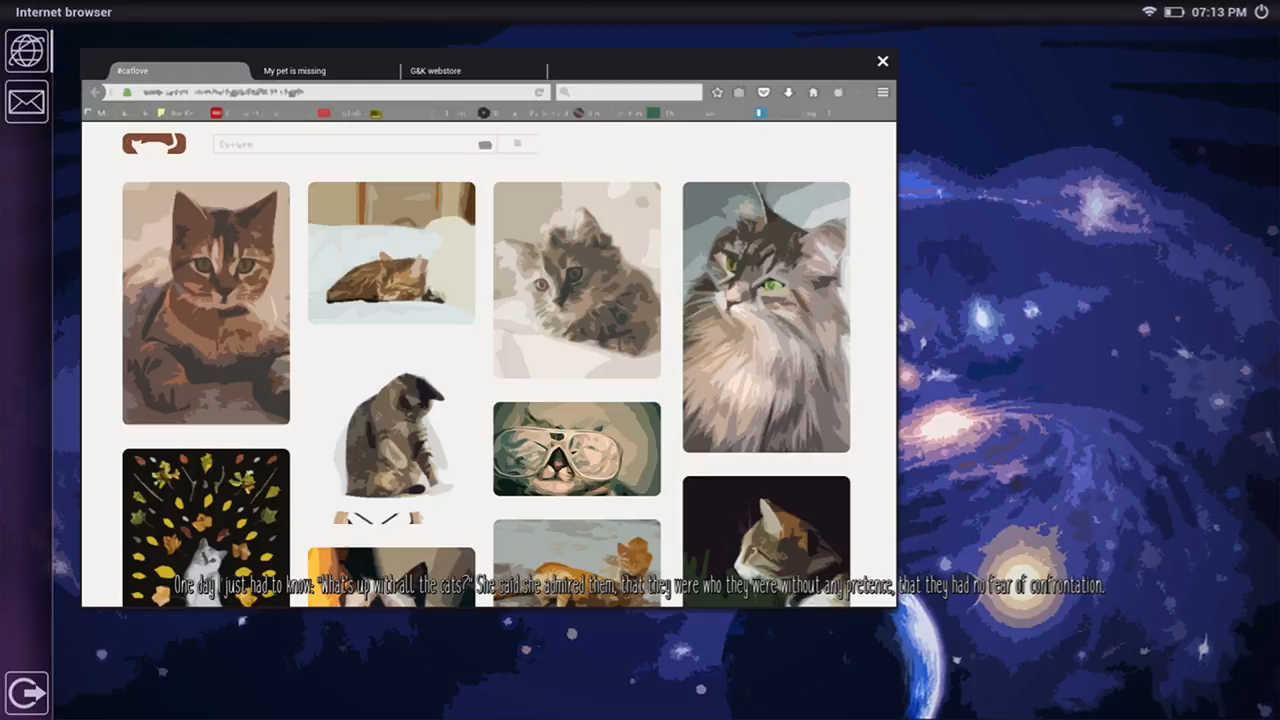 Internet browser
07:13 PM
#catlove
My pet is missing
G&K webstore
One day I just had to know: "What's up with all the cats?" She said she admired them, that they were who they were without any pretence, that they had no fear of confrontation.